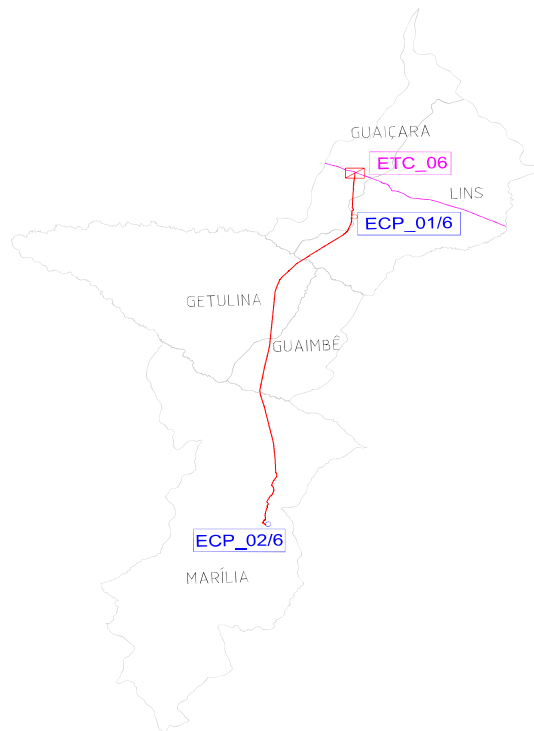 GUAIÇARA
ETC_06
LINS
ECP_01/6
GETULINA
GUAIMBÊ
ECP_02/6
MARÍLIA